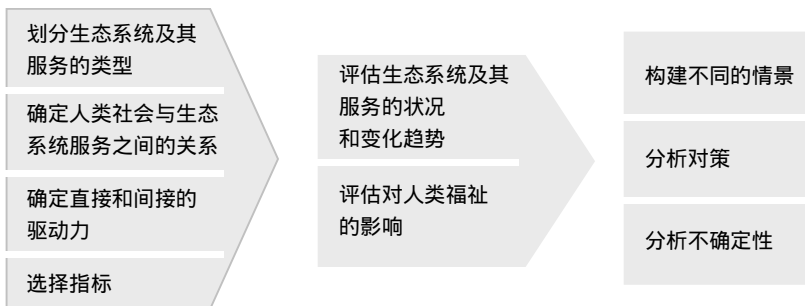 划分生态系统及其
服务的类型
确定人类社会与生态
系统服务之间的关系
确定直接和间接的
驱动力
选择指标
评估生态系统及其
服务的状况
和变化趋势
评估对人类福祉
的影响
构建不同的情景
分析对策
分析不确定性